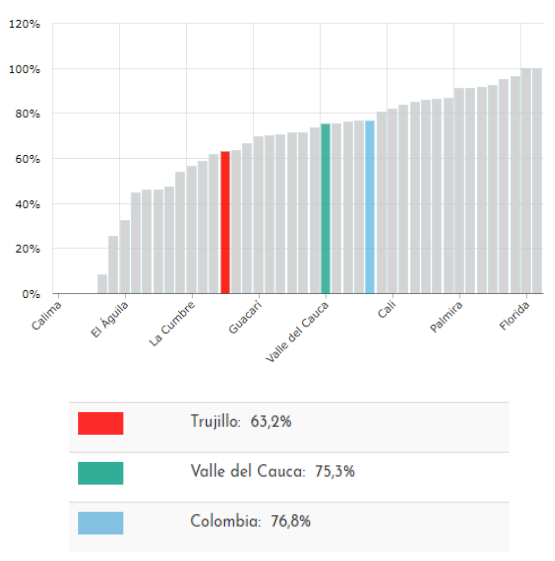 120%
100%
80%
60%
40%
20%
0%
Calima
El Águila
La Cumbre
Guacarí
Valle del Cauca
Cali
Palmira
Florida
Trujillo: 63,2%
Valle del Cauca: 75,3%
Colombia: 76,8%